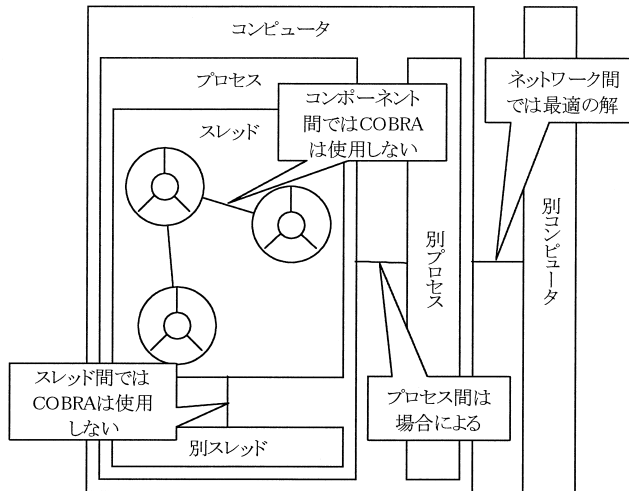 コンピュータ
プロセス
スレッド
コンポーネント
間ではCOBRA
は使用しない
ネットワーク間
では最適の解
別プロセス
別コンピュータ
スレッド間では
COBRAは使用
しない
プロセス間は
場合による
別スレッド